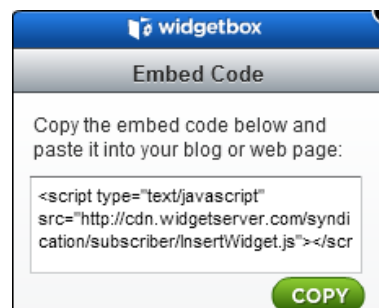 widgetbox
Embed Code
Copy the embed code below and
paste it into your blog or web page:
<script type="text/javascript"
src="http://cdn.widgetserver.com/syndi
cation/subscriber/InsertWidget.js"></scr
COPY